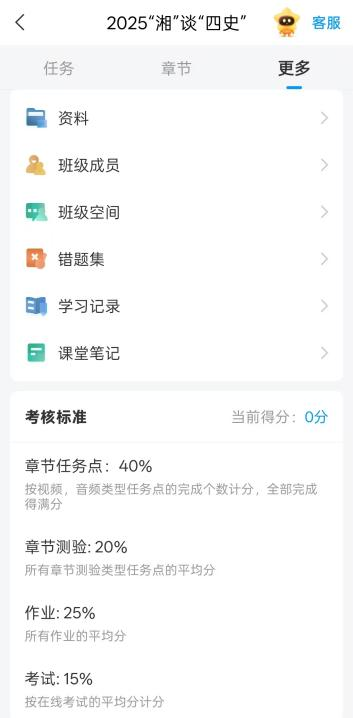 2025“湘”谈“四史”
客服
任务
章节
更多
资料
班级成员
班级空间
错题集
学习记录
课堂笔记
考核标准
当前得分：0分
章节任务点：40%
按视频，音频类型任务点的完成个数计分，全部完成
得满分
章节测验: 20%
所有章节测验类型任务点的平均分
作业: 25%
所有作业的平均分
考试: 15%
按在线考试的平均分计分